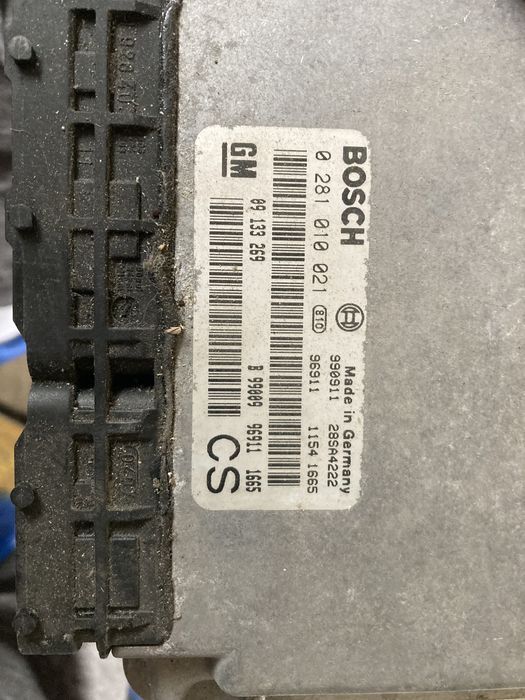 BOSCH
0 281 010 021
810
Made in Germany
990911 28SA4222
96911 1154 1665
GM
09 133 269
B 99009 96911 1665
CS